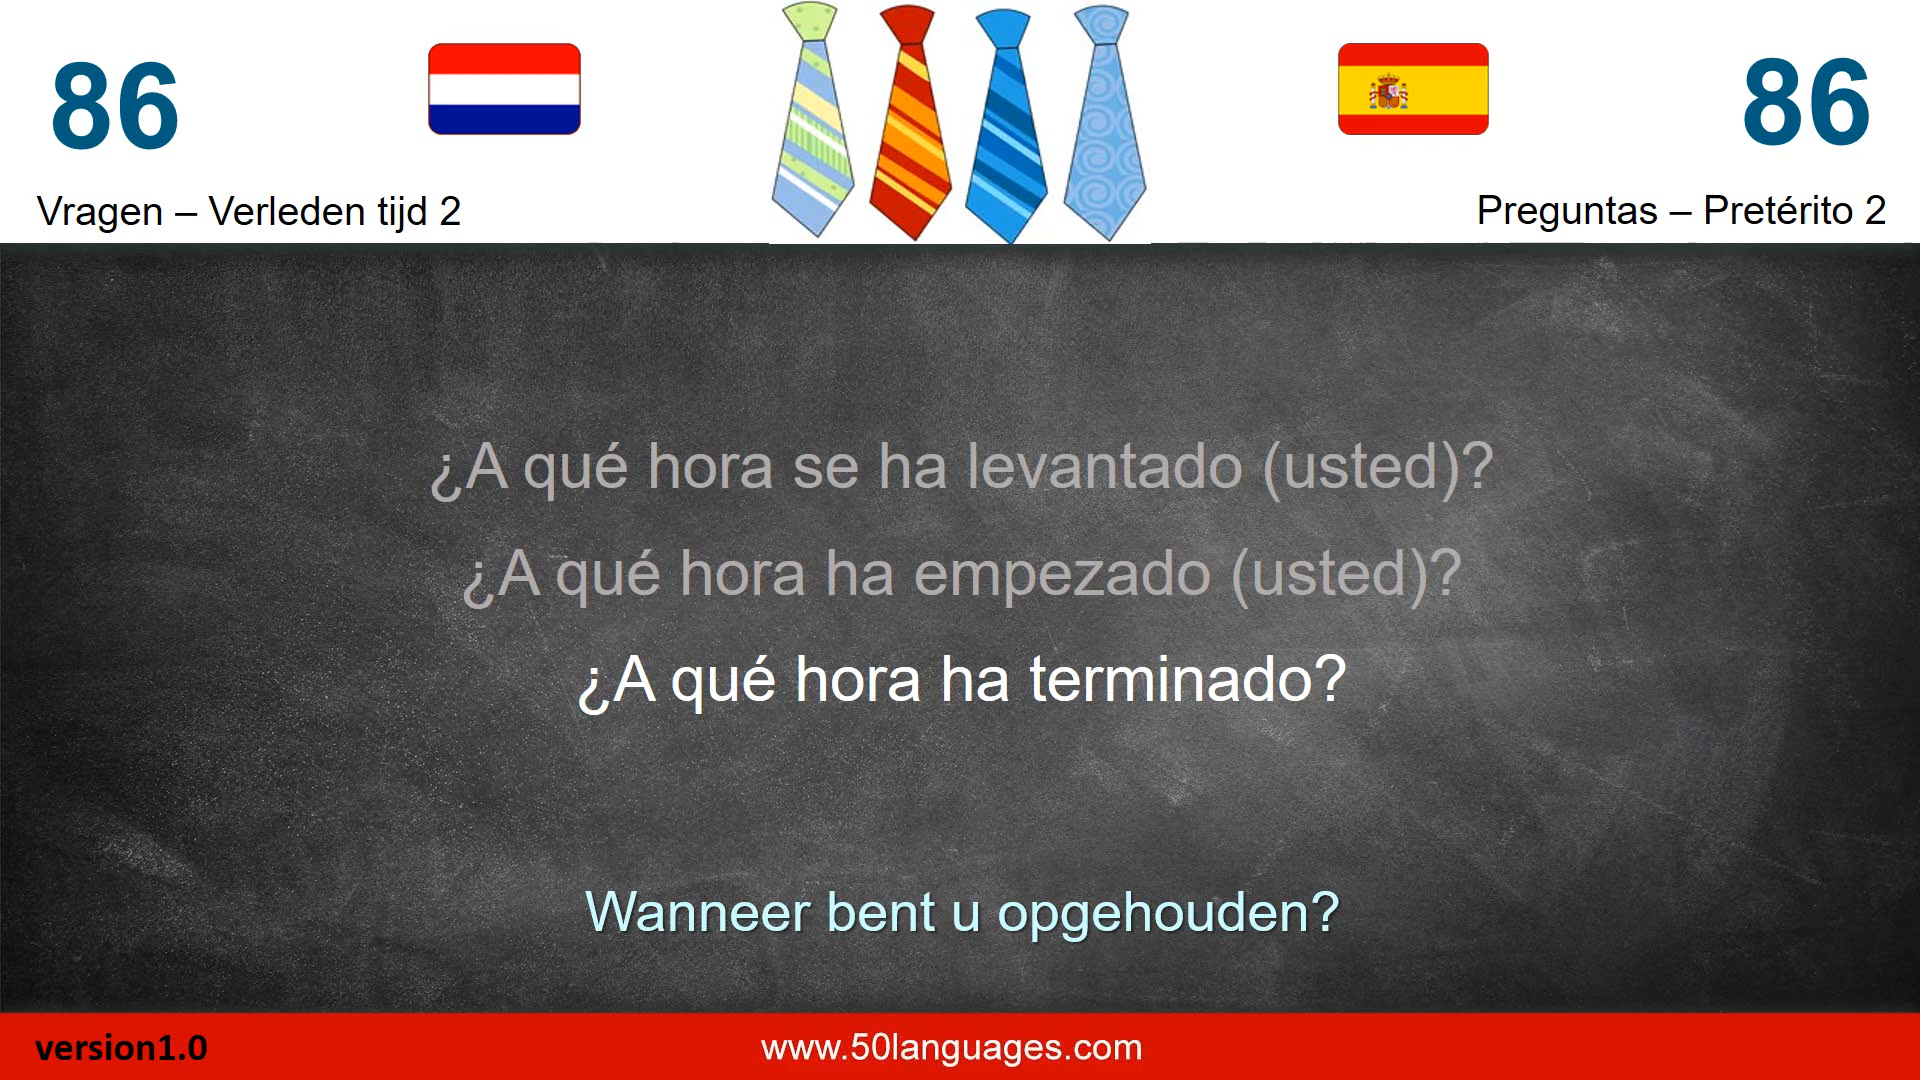 86
86
Vragen – Verleden tijd 2
Preguntas – Pretérito 2
¿A qué hora se ha levantado (usted)?
¿A qué hora ha empezado (usted)?
¿A qué hora ha terminado?
Wanneer bent u opgehouden?
version1.0
www.50languages.com